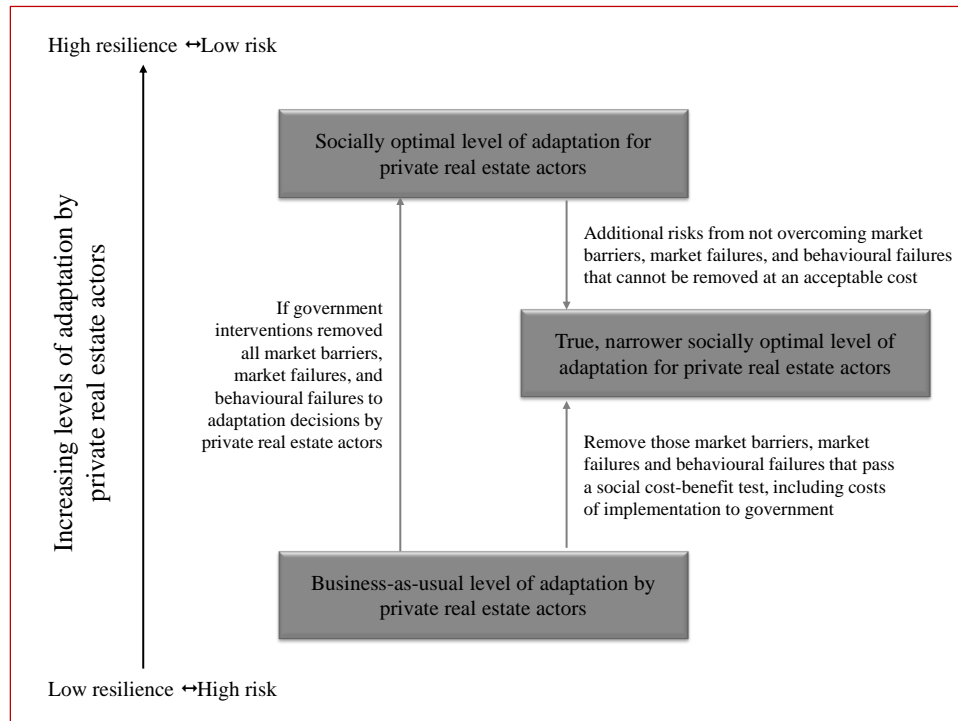 High resilience ↔Low risk
Increasing levels of adaptation by
private real estate actors
Socially optimal level of adaptation for
private real estate actors
Additional risks from not overcoming market
barriers, market failures, and behavioural failures
that cannot be removed at an acceptable cost
If government
interventions removed
all market barriers,
market failures, and
behavioural failures to
adaptation decisions by
private real estate actors
True, narrower socially optimal level of
adaptation for private real estate actors
Remove those market barriers, market
failures and behavioural failures that pass
a social cost-benefit test, including costs
of implementation to government
Business-as-usual level of adaptation by
private real estate actors
Low resilience ↔High risk